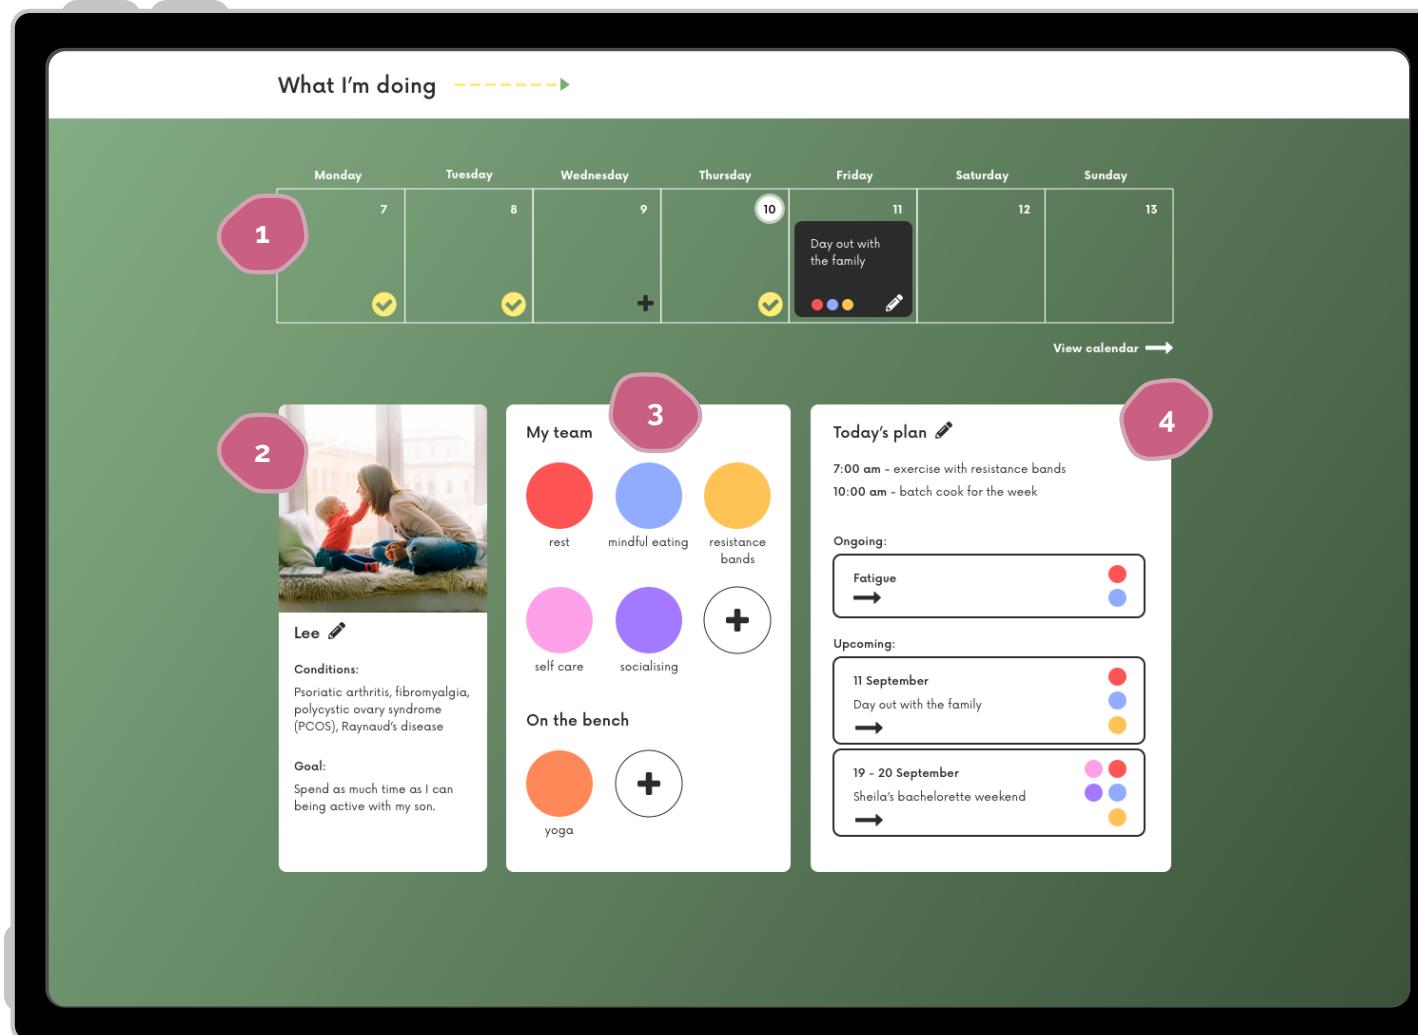 What I'm doing
Monday
Tuesday
Wednesday
Thursday
Friday
Saturday
Sunday
7
8
9
10
11
12
13
1
Day out with
the family
View calendar
2
3
4
Lee
Conditions:
Psoriatic arthritis, fibromyalgia,
polycystic ovary syndrome
(PCOS), Raynaud's disease
Goal:
Spend as much time as I can
being active with my son.
My team
rest
mindful eating
resistance
bands
self care
socialising
On the bench
yoga
Today's plan
7:00 am - exercise with resistance bands
10:00 am - batch cook for the week
Ongoing:
Fatigue
Upcoming:
11 September
Day out with the family
19 - 20 September
Sheila's bachelorette weekend